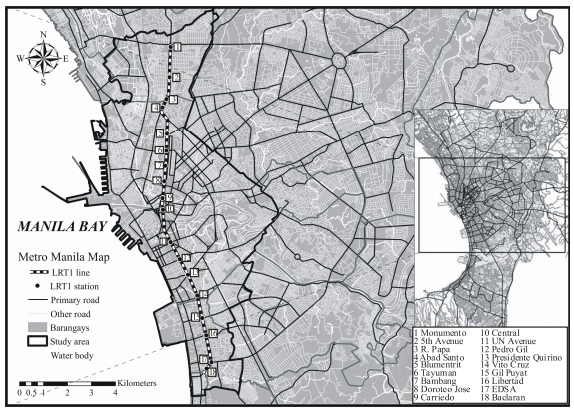 N
W E
S
MANILA BAY
Metro Manila Map
LRT1 line
LRT1 station
Primary road
Other road
Barangays
Study area
Water body
0 0.5 1 2 3 4 Kilometers
1 Monumento
2 5th Avenue
3 R. Papa
4 Abad Santo
5 Blumentrit
6 Tayuman
7 Bambang
8 Doroteo Jose
9 Carriedo
10 Central
11 UN Avenue
12 Pedro Gil
13 Presidente Quirino
14 Vito Cruz
15 Gil Puyat
16 Libertad
17 EDSA
18 Baclaran